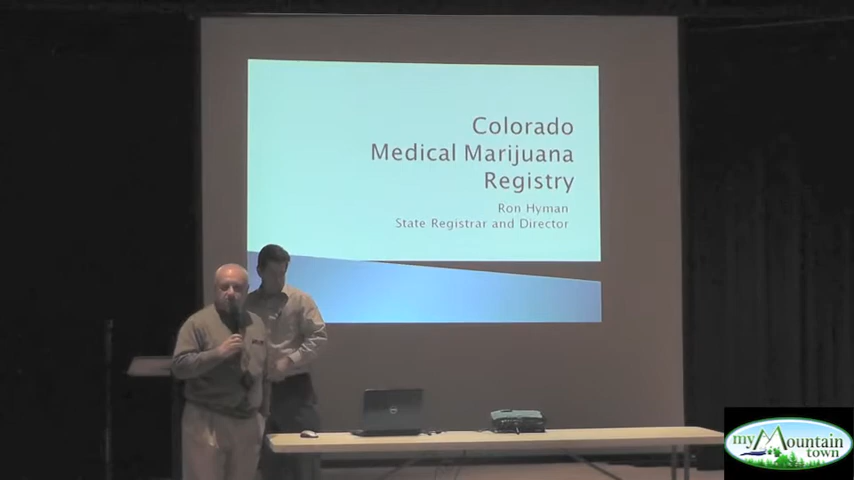 Colorado
Medical Marijuana
Registry
Ron Hyman
State Registrar and Director
my Mountain
town